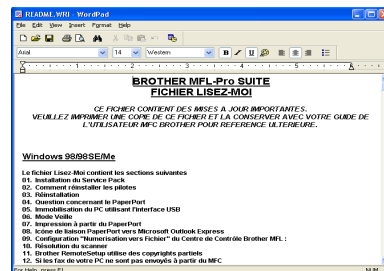 README.WRI - WordPad
File Edit View Insert Format Help
Arial 14 Western
BROTHER MFL-Pro SUITE
FICHIER LISEZ-MOI
CE FICHIER CONTIENT DES MISES A JOUR IMPORTANTES.
VEUILLEZ IMPRIMER UNE COPIE DE CE FICHIER ET LA CONSERVER AVEC VOTRE GUIDE DE
L'UTILISATEUR MFC BROTHER POUR REFERENCE ULTERIEURE.
Windows 98/98SE/Me
Le fichier Lisez-Moi contient les sections suivantes
01. Installation du Service Pack
02. Comment réinstaller les pilotes
03. Réinstallation
04. Question concernant le PaperPort
05. Immobilisation du PC utilisant l'interface USB
06. Mode Veille
07. Impression à partir du PaperPort
08. Icône de liaison PaperPort vers Microsoft Outlook Express
09. Configuration "Numerisation vers Fichier" du Centre de Contrôle Brother MFL :
10. Résolution du scanner
11. Brother RemoteSetup utilise des copyrights partiels
12. Si les fax de votre PC ne sont pas envoyés à partir du MFC
For Help, press F1
NUM